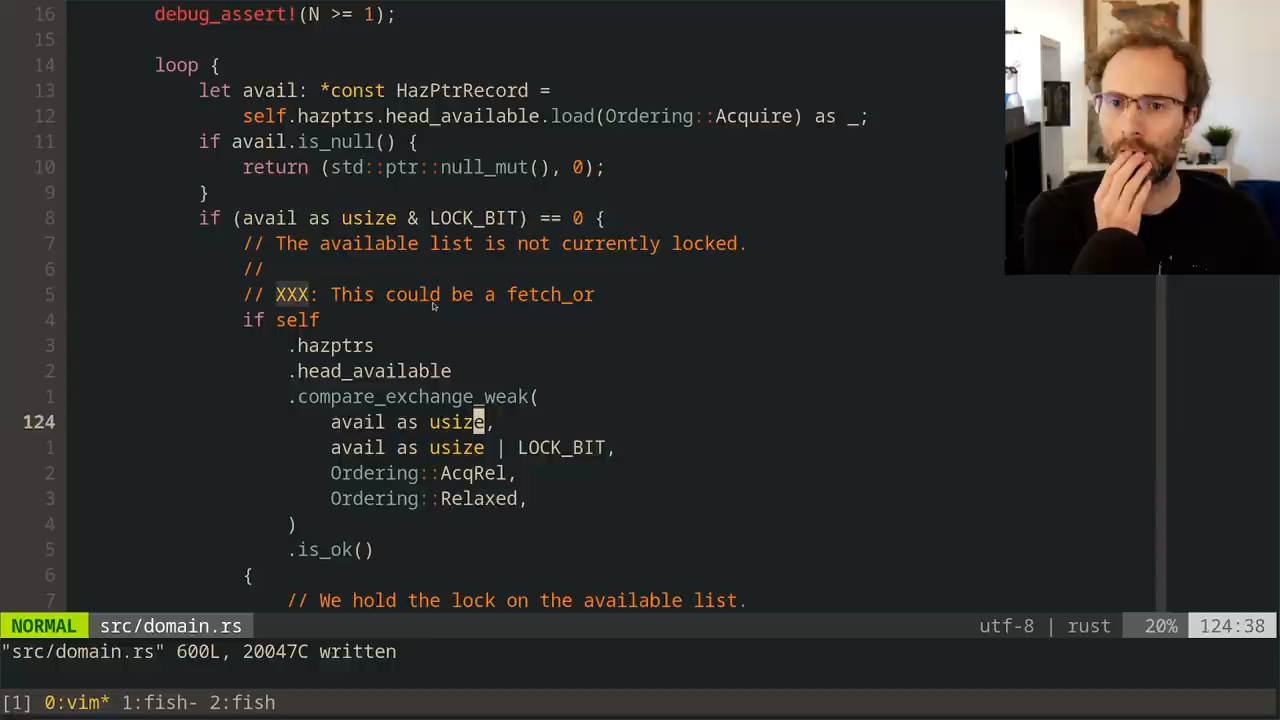 16 debug_assert!(N >= 1);
15
14 loop {
13 let avail: *const HazPtrRecord =
12 self.hazptrs.head_available.load(Ordering::Acquire) as _;
11 if avail.is_null() {
10 return (std::ptr::null_mut(), 0);
9 }
8 if (avail as usize & LOCK_BIT) == 0 {
7 // The available list is not currently locked.
6 //
5 // XXX: This could be a fetch_or
4 if self
3 .hazptrs
2 .head_available
1 .compare_exchange_weak(
124 avail as usize,
1 avail as usize | LOCK_BIT,
2 Ordering::AcqRel,
3 Ordering::Relaxed,
4 )
5 .is_ok()
6 {
7 // We hold the lock on the available list.
NORMAL src/domain.rs utf-8 | rust 20% 124:38
"src/domain.rs" 600L, 20047C written
[1] 0:vim* 1:fish- 2:fish